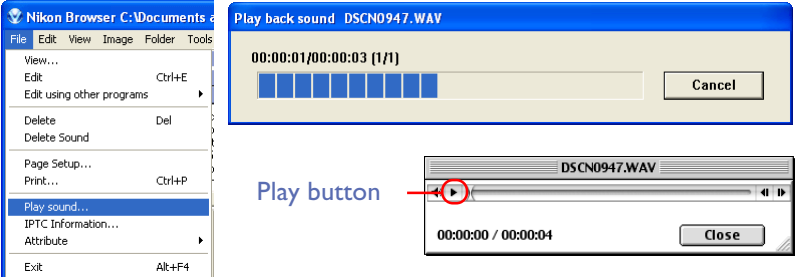 Nikon Browser C:\Documents a
File Edit View Image Folder Tools
View...
Edit Ctrl+E
Edit using other programs
Delete Del
Delete Sound
Page Setup...
Print... Ctrl+P
Play sound...
IPTC Information...
Attribute
Exit Alt+F4
Play back sound DSCN0947.WAV
00:00:01/00:00:03 (1/1)
Cancel
Play button
DSCN0947.WAV
00:00:00 / 00:00:04
Close